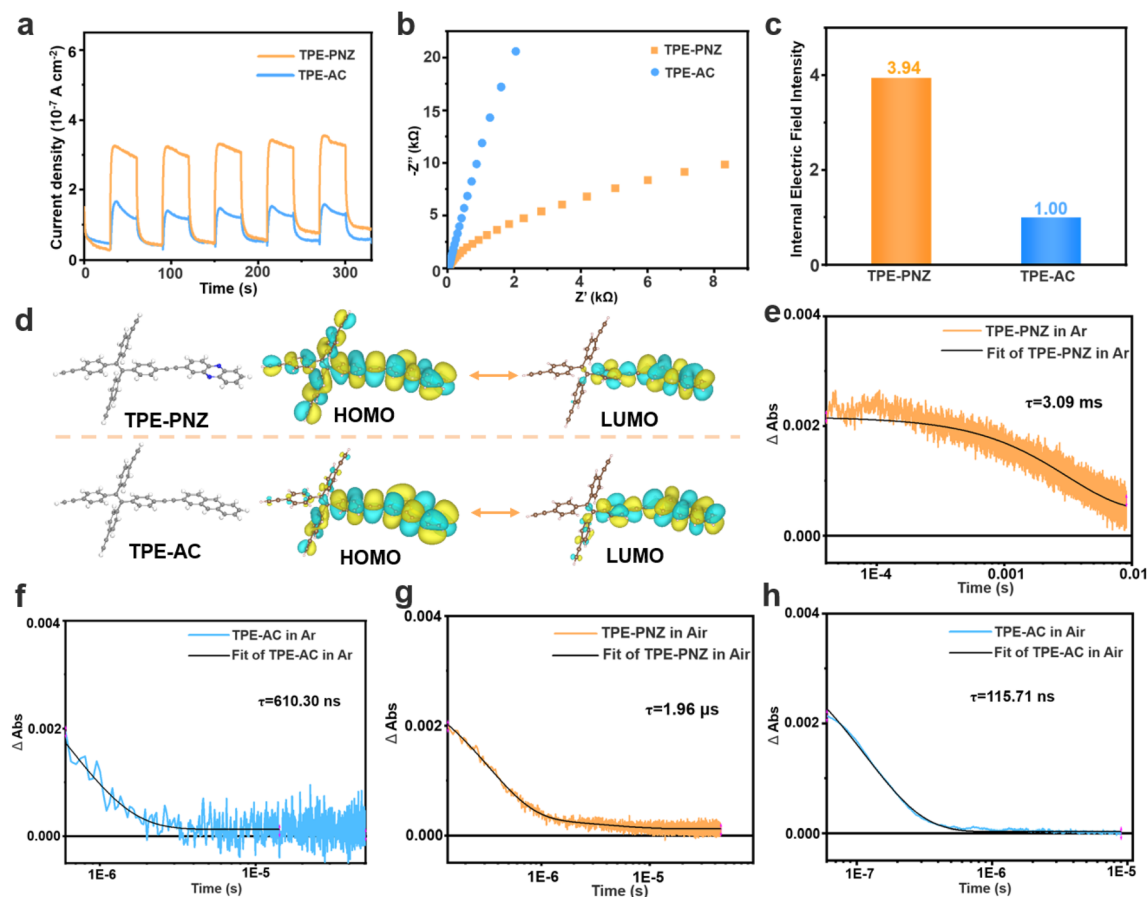 a
Current density (10⁻⁷ A cm⁻²)
6
4
2
0
TPE-PNZ
TPE-AC
0 100 200 300
Time (s)
b
-Z'' (kΩ)
20
15
10
5
0
TPE-PNZ
TPE-AC
0 2 4 6 8
Z' (kΩ)
c
Internal Electric Field Intensity
4
2
0
3.94
1.00
TPE-PNZ TPE-AC
d
TPE-PNZ HOMO LUMO
TPE-AC HOMO LUMO
e
Δ Abs
0.004
0.002
0.000
TPE-PNZ in Ar
Fit of TPE-PNZ in Ar
τ=3.09 ms
1E-4 0.001 0.01
Time (s)
f
Δ Abs
0.004
0.002
0.000
TPE-AC in Ar
Fit of TPE-AC in Ar
τ=610.30 ns
1E-6 1E-5
Time (s)
g
Δ Abs
0.004
0.002
0.000
TPE-PNZ in Air
Fit of TPE-PNZ in Air
τ=1.96 μs
1E-6 1E-5
Time (s)
h
Δ Abs
0.004
0.002
0.000
TPE-AC in Air
Fit of TPE-AC in Air
τ=115.71 ns
1E-7 1E-6 1E-5
Time (s)